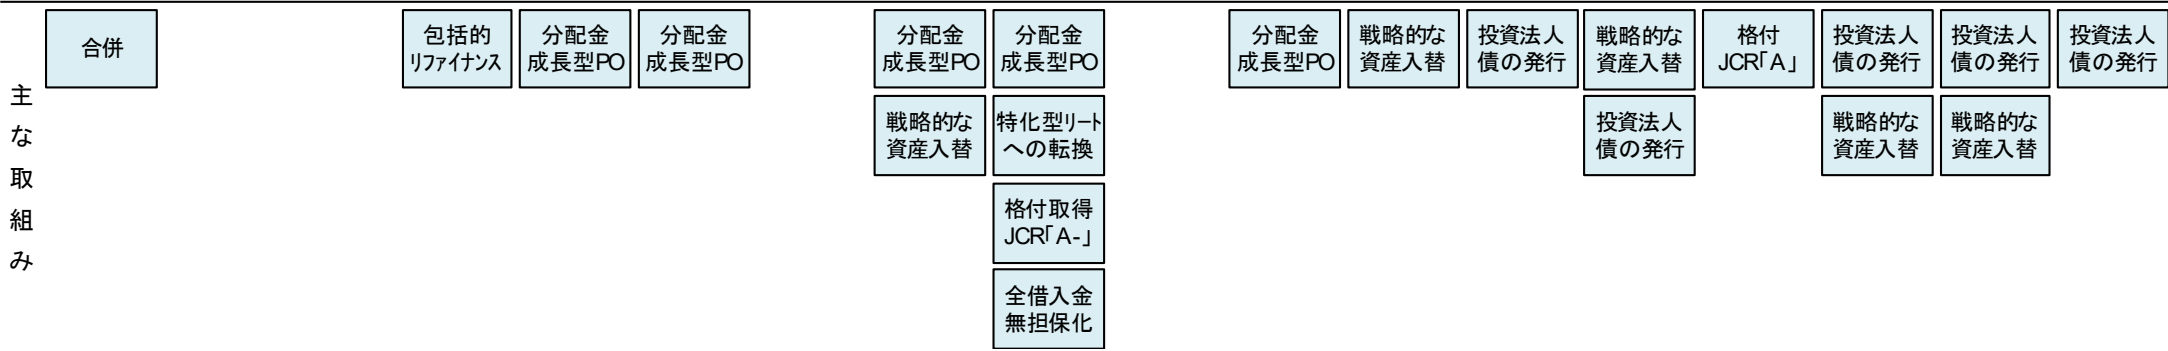 主な取組み
合併
包括的
リファイナンス
分配金
成長型PO
分配金
成長型PO
分配金
成長型PO
戦略的な
資産入替
分配金
成長型PO
特化型リート
への転換
格付取得
JCR「A-」
全借入金
無担保化
分配金
成長型PO
戦略的な
資産入替
投資法人
債の発行
戦略的な
資産入替
投資法人
債の発行
格付
JCR「A」
投資法人
債の発行
戦略的な
資産入替
投資法人
債の発行
戦略的な
資産入替
投資法人
債の発行